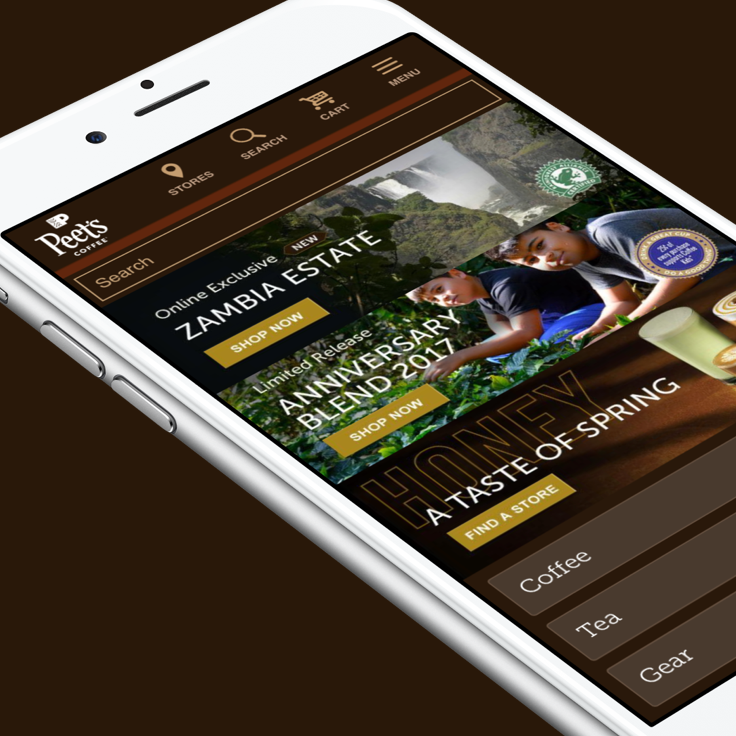 Peet's
COFFEE
STORES
SEARCH
CART
MENU
Search
Online Exclusive
NEW
ZAMBIA ESTATE
SHOP NOW
Limited Release
ANNIVERSARY
BLEND 2017
SHOP NOW
HONEY
A TASTE OF SPRING
FIND A STORE
Coffee
Tea
Gear